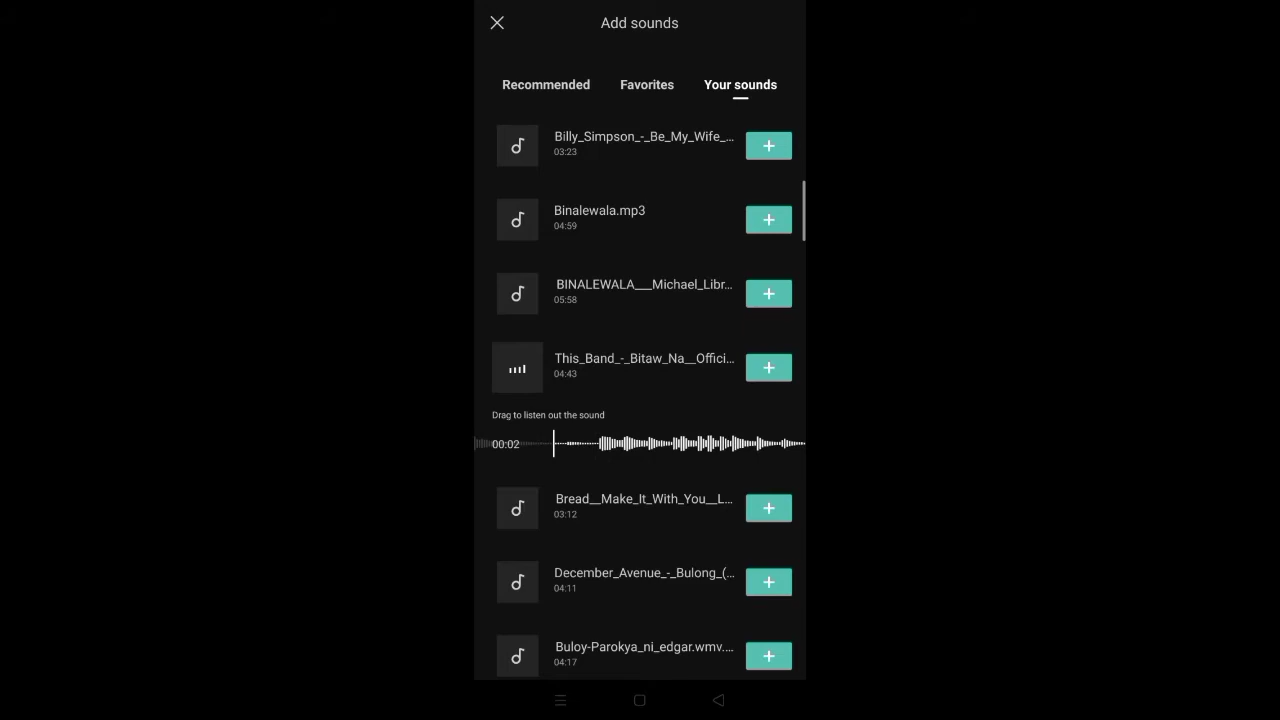 Add sounds
Recommended Favorites Your sounds
Billy_Simpson_-_Be_My_Wife_...
03:23
Binalewala.mp3
04:59
BINALEWALA___Michael_Libr...
05:58
This_Band_-_Bitaw_Na__Offici...
04:43
Drag to listen out the sound
00:02
Bread__Make_It_With_You__L...
03:12
December_Avenue_-_Bulong_(...
04:11
Buloy-Parokya_ni_edgar.wmv....
04:17